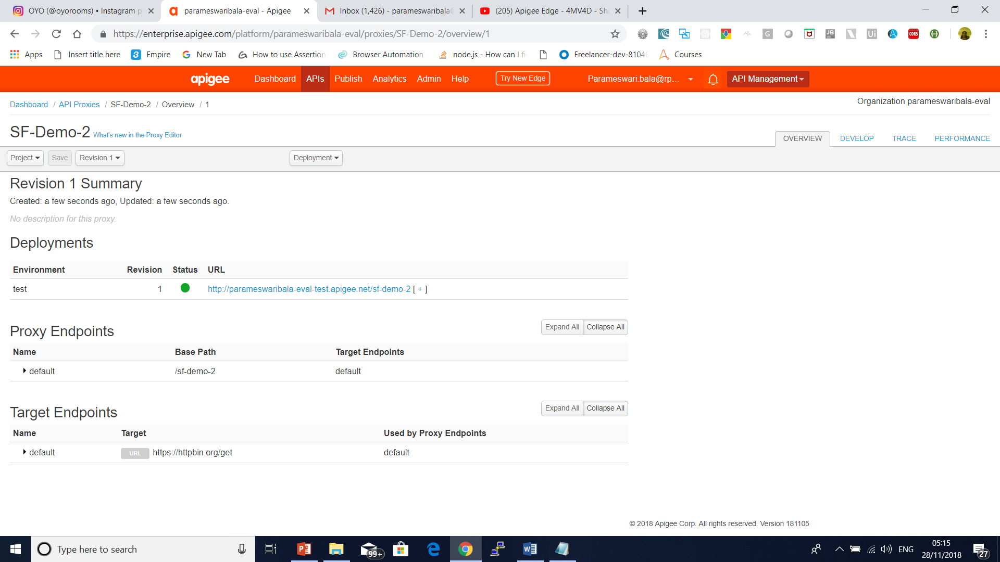 OYO (@oyorooms) • Instagram p
parameswaribala-eval - Apigee
Inbox (1,426) - parameswaribala@
(205) Apigee Edge - 4MV4D - Sha
https://enterprise.apigee.com/platform/parameswaribala-eval/proxies/SF-Demo-2/overview/1
Apps Insert title here Empire New Tab How to use Assertion Browser Automation node.js - How can I fi Freelancer-dev-81048 Courses
apigee Dashboard APIs Publish Analytics Admin Help Try New Edge Parameswari.bala@rp... API Management
Dashboard / API Proxies / SF-Demo-2 / Overview / 1
Organization parameswaribala-eval
SF-Demo-2 What's new in the Proxy Editor
OVERVIEW DEVELOP TRACE PERFORMANCE
Project Save Revision 1 Deployment
Revision 1 Summary
Created: a few seconds ago, Updated: a few seconds ago.
No description for this proxy.
Deployments
Environment Revision Status URL
test 1 http://parameswaribala-eval-test.apigee.net/sf-demo-2 [ + ]
Proxy Endpoints
Expand All Collapse All
Name Base Path Target Endpoints
default /sf-demo-2 default
Target Endpoints
Expand All Collapse All
Name Target Used by Proxy Endpoints
default URL https://httpbin.org/get default
© 2018 Apigee Corp. All rights reserved. Version 181105
Type here to search
99+
ENG
05:15
28/11/2018
27